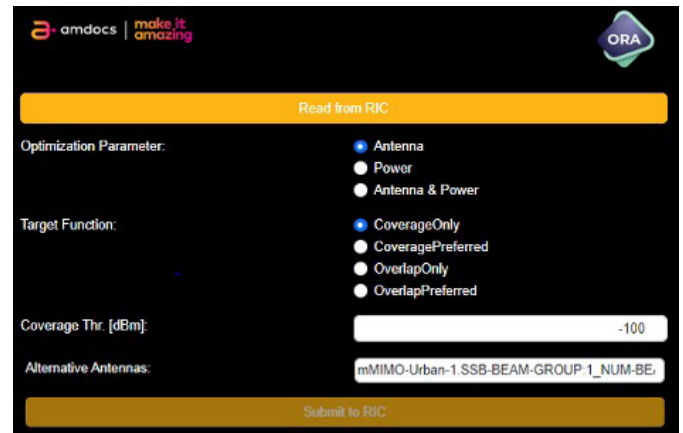 amdocs | make it
amazing
ORA
Read from RIC
Optimization Parameter: Antenna
Power
Antenna & Power
Target Function: CoverageOnly
CoveragePreferred
OverlapOnly
OverlapPreferred
Coverage Thr. [dBm]: -100
Alternative Antennas: mMIMO-Urban-1.SSB-BEAM-GROUP:1_NUM-BE
Submit to RIC